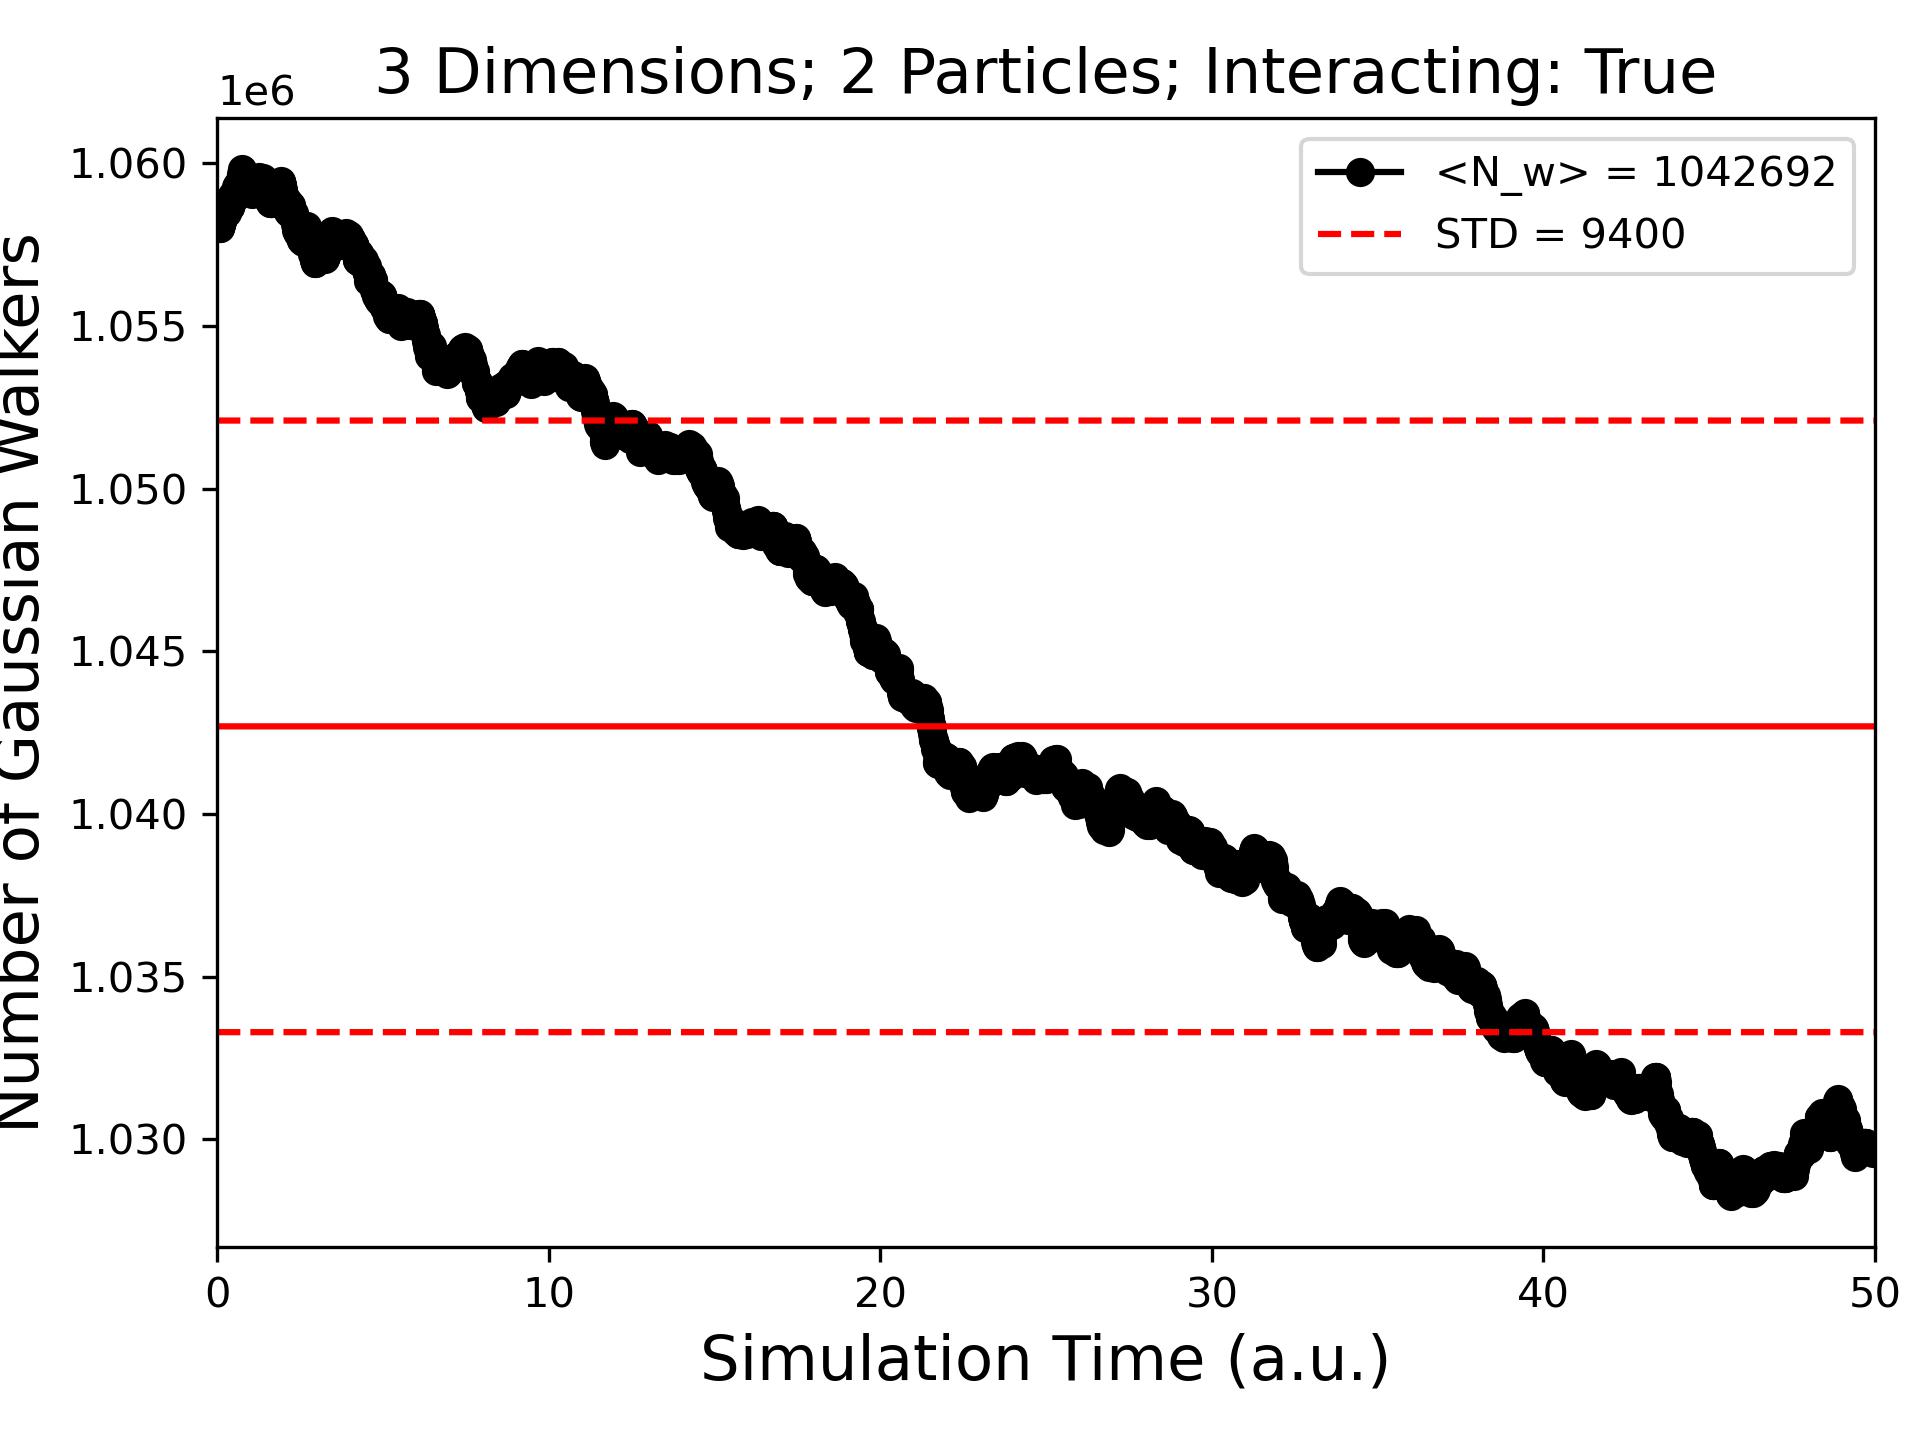 3 Dimensions; 2 Particles; Interacting: True
1e6
<N_w> = 1042692
STD = 9400
Number of Gaussian Walkers
1.060
1.055
1.050
1.045
1.040
1.035
1.030
0 10 20 30 40 50
Simulation Time (a.u.)